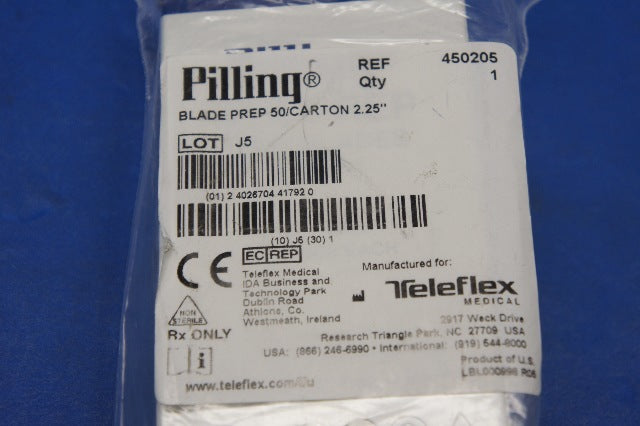 Pilling®
REF 450205
Qty 1
BLADE PREP 50/CARTON 2.25"
LOT J5
(01) 2 4026704 41792 0
(10) J5 (30) 1
EC REP
Teleflex Medical
IDA Business and
Technology Park
Dublin Road
Athlone, Co.
Westmeath, Ireland
CE
Manufactured for:
Teleflex
MEDICAL
2917 Weck Drive
Research Triangle Park, NC 27709 USA
USA: (866) 246-6990 • International: (919) 544-8000
NON
STERILE
Rx ONLY
i
www.teleflex.com/
Product of U.S.
LBL000998 R06